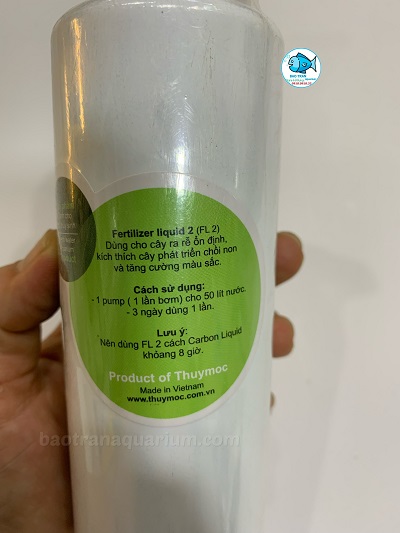 BAO TRAN
Fertilizer liquid 2 (FL 2)
Dùng cho cây ra rễ ổn định,
kích thích cây phát triển chồi non
và tăng cường màu sắc.
Cách sử dụng:
- 1 pump ( 1 lần bơm) cho 50 lít nước.
- 3 ngày dùng 1 lần.
Lưu ý:
Nên dùng FL 2 cách Carbon Liquid
khỏang 8 giờ.
Product of Thuymoc
Made in Vietnam
www.thuymoc.com.vn
baotranaquarium.com